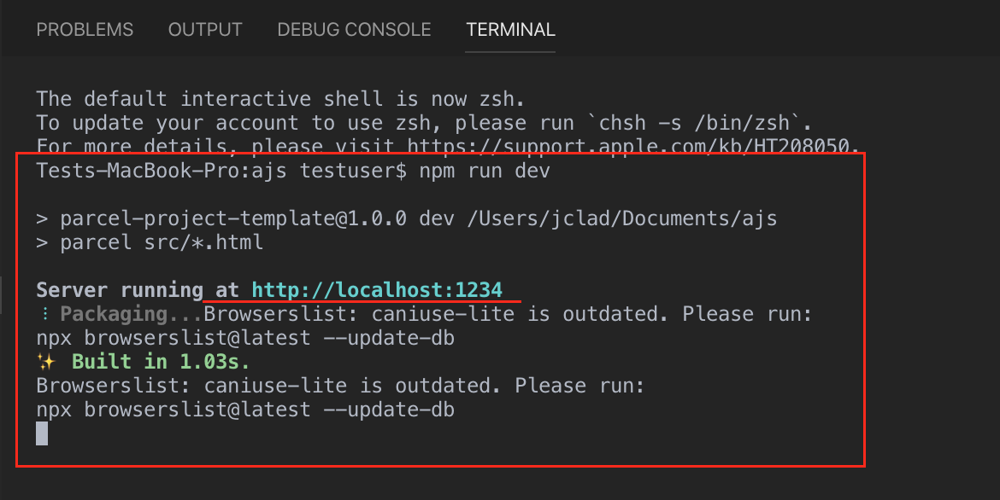 PROBLEMS OUTPUT DEBUG CONSOLE TERMINAL
The default interactive shell is now zsh.
To update your account to use zsh, please run `chsh -s /bin/zsh`.
For more details, please visit https://support.apple.com/kb/HT208050.
Tests-MacBook-Pro:ajs testuser$ npm run dev
> parcel-project-template@1.0.0 dev /Users/jclad/Documents/ajs
> parcel src/*.html
Server running at http://localhost:1234
⠸ Packaging...Browserslist: caniuse-lite is outdated. Please run:
npx browserslist@latest --update-db
✨ Built in 1.03s.
Browserslist: caniuse-lite is outdated. Please run:
npx browserslist@latest --update-db